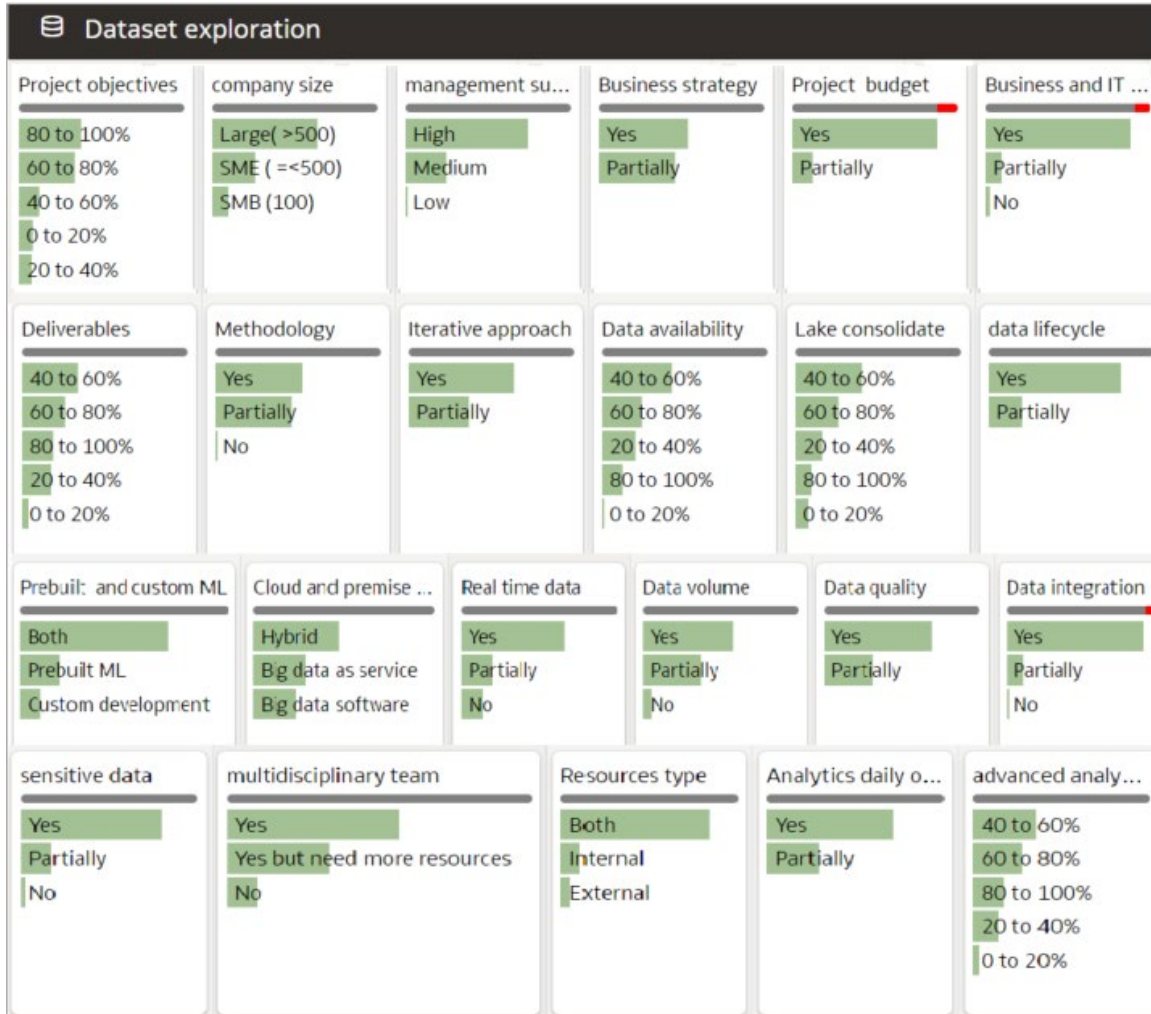 Dataset exploration
Project objectives
80 to 100%
60 to 80%
40 to 60%
0 to 20%
20 to 40%
company size
Large( >500)
SME ( =<500)
SMB (100)
management su...
High
Medium
Low
Business strategy
Yes
Partially
Project budget
Yes
Partially
Business and IT ...
Yes
Partially
No
Deliverables
40 to 60%
60 to 80%
80 to 100%
20 to 40%
0 to 20%
Methodology
Yes
Partially
No
Iterative approach
Yes
Partially
Data availability
40 to 60%
60 to 80%
20 to 40%
80 to 100%
0 to 20%
Lake consolidate
40 to 60%
60 to 80%
20 to 40%
80 to 100%
0 to 20%
data lifecycle
Yes
Partially
Prebuilt and custom ML
Both
Prebuilt ML
Custom development
Cloud and premise ...
Hybrid
Big data as service
Big data software
Real time data
Yes
Partially
No
Data volume
Yes
Partially
No
Data quality
Yes
Partially
Data integration
Yes
Partially
No
sensitive data
Yes
Partially
No
multidisciplinary team
Yes
Yes but need more resources
No
Resources type
Both
Internal
External
Analytics daily o...
Yes
Partially
advanced analy...
40 to 60%
60 to 80%
80 to 100%
20 to 40%
0 to 20%